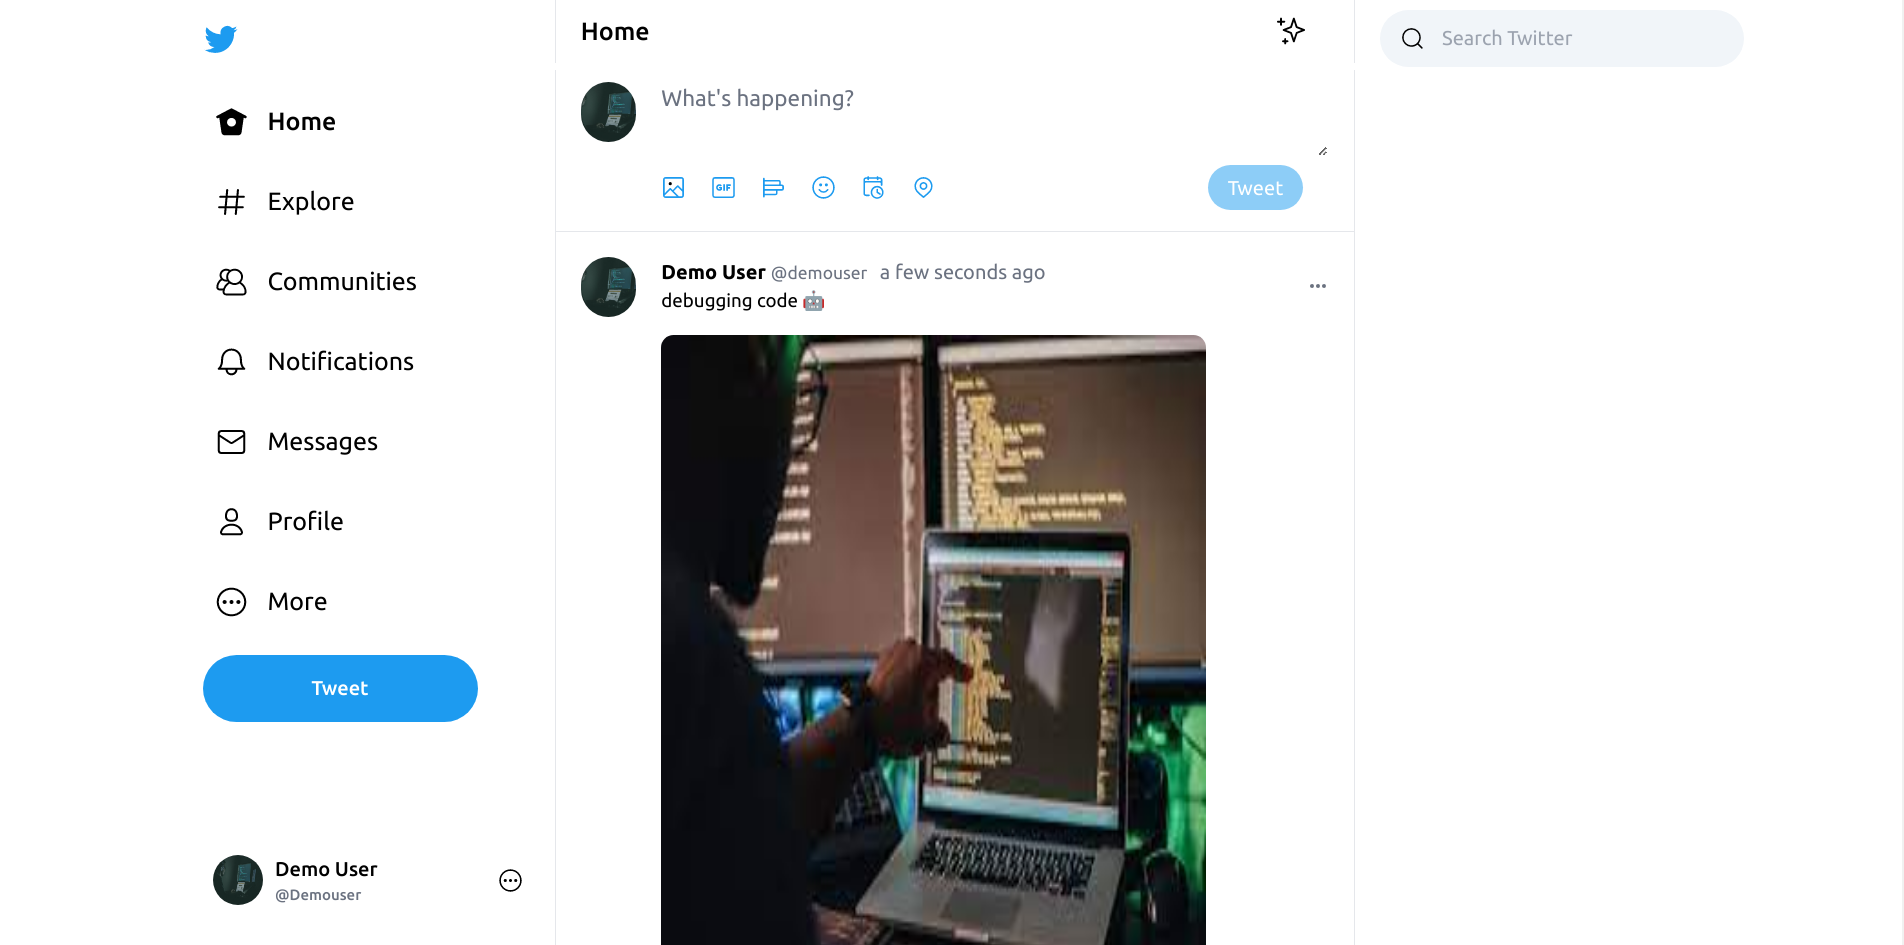 Home
Explore
Communities
Notifications
Messages
Profile
More
Tweet
Demo User
@Demouser
Home
What's happening?
GIF
Tweet
Demo User @demouser a few seconds ago
debugging code 🤖
Search Twitter